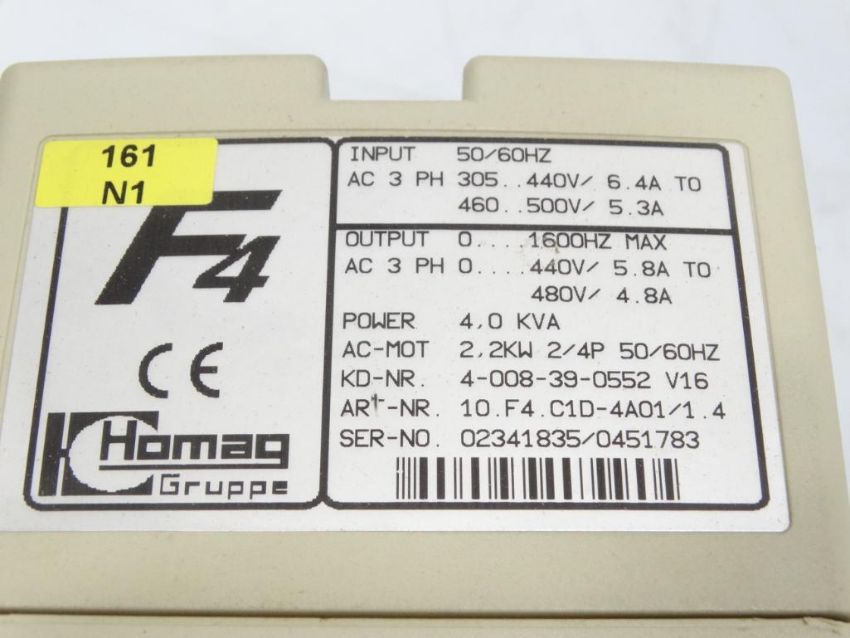 161
N1
F4
CE
Homag
Gruppe
INPUT 50/60HZ
AC 3 PH 305..440V/ 6.4A TO
460..500V/ 5.3A
OUTPUT 0....1600HZ MAX
AC 3 PH 0....440V/ 5.8A TO
480V/ 4.8A
POWER 4,0 KVA
AC-MOT 2,2KW 2/4P 50/60HZ
KD-NR. 4-008-39-0552 V16
ART-NR. 10.F4.C1D-4A01/1.4
SER-NO. 02341835/0451783